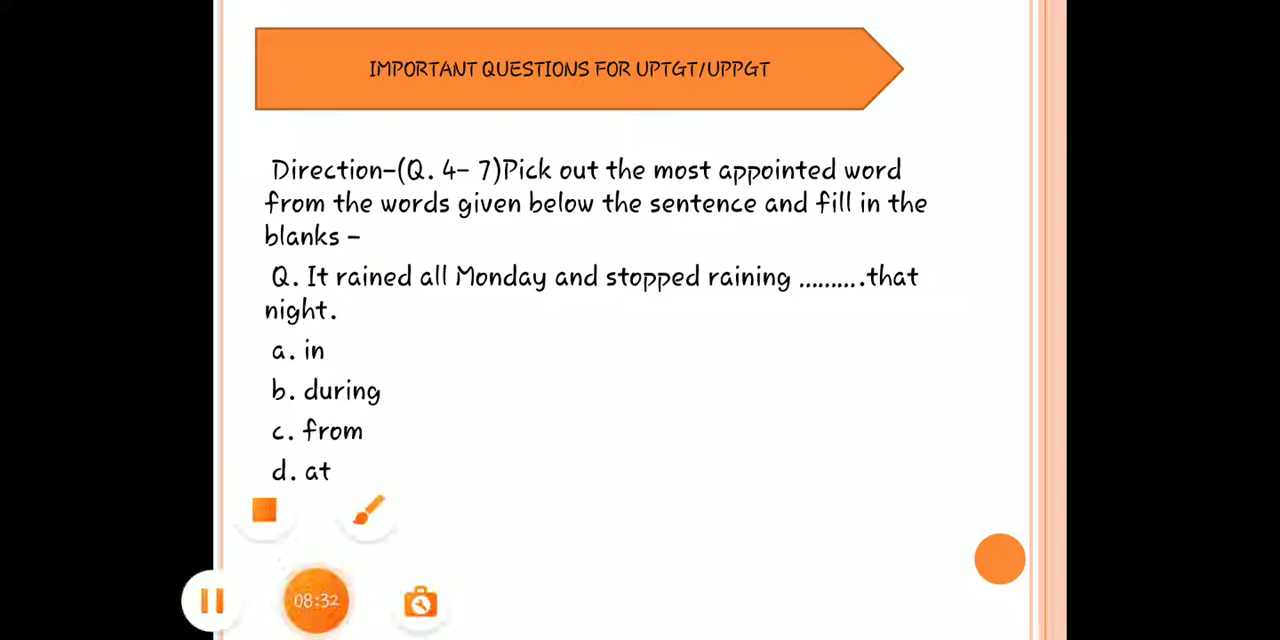 IMPORTANT QUESTIONS FOR UPTGT/UPPGT
Direction-(Q. 4- 7)Pick out the most appointed word
from the words given below the sentence and fill in the
blanks -
Q. It rained all Monday and stopped raining ..........that
night.
a. in
b. during
c. from
d. at
08:32